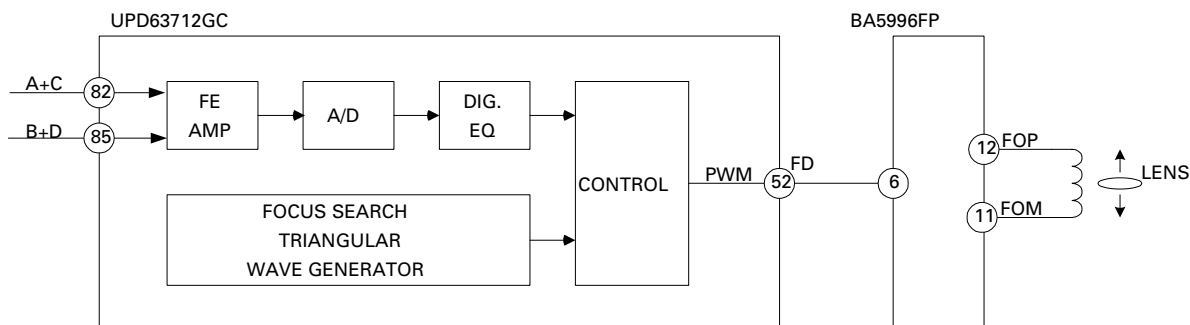 UPD63712GC
BA5996FP
A+C
82
B+D
85
FE
AMP
A/D
DIG.
EQ
CONTROL
FOCUS SEARCH
TRIANGULAR
WAVE GENERATOR
PWM
52
FD
6
12
FOP
11
FOM
LENS